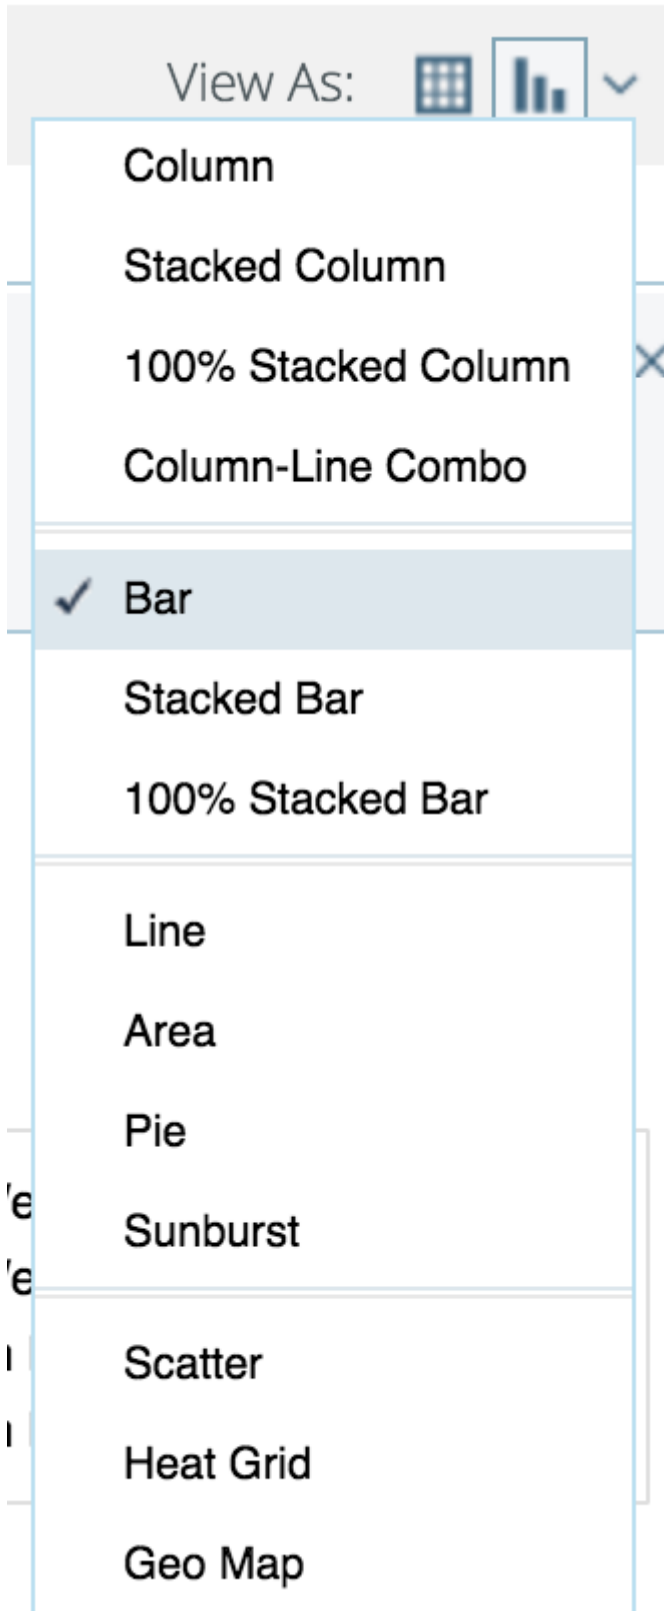 View As:
Column
Stacked Column
100% Stacked Column
Column-Line Combo
Bar
Stacked Bar
100% Stacked Bar
Line
Area
Pie
Sunburst
Scatter
Heat Grid
Geo Map